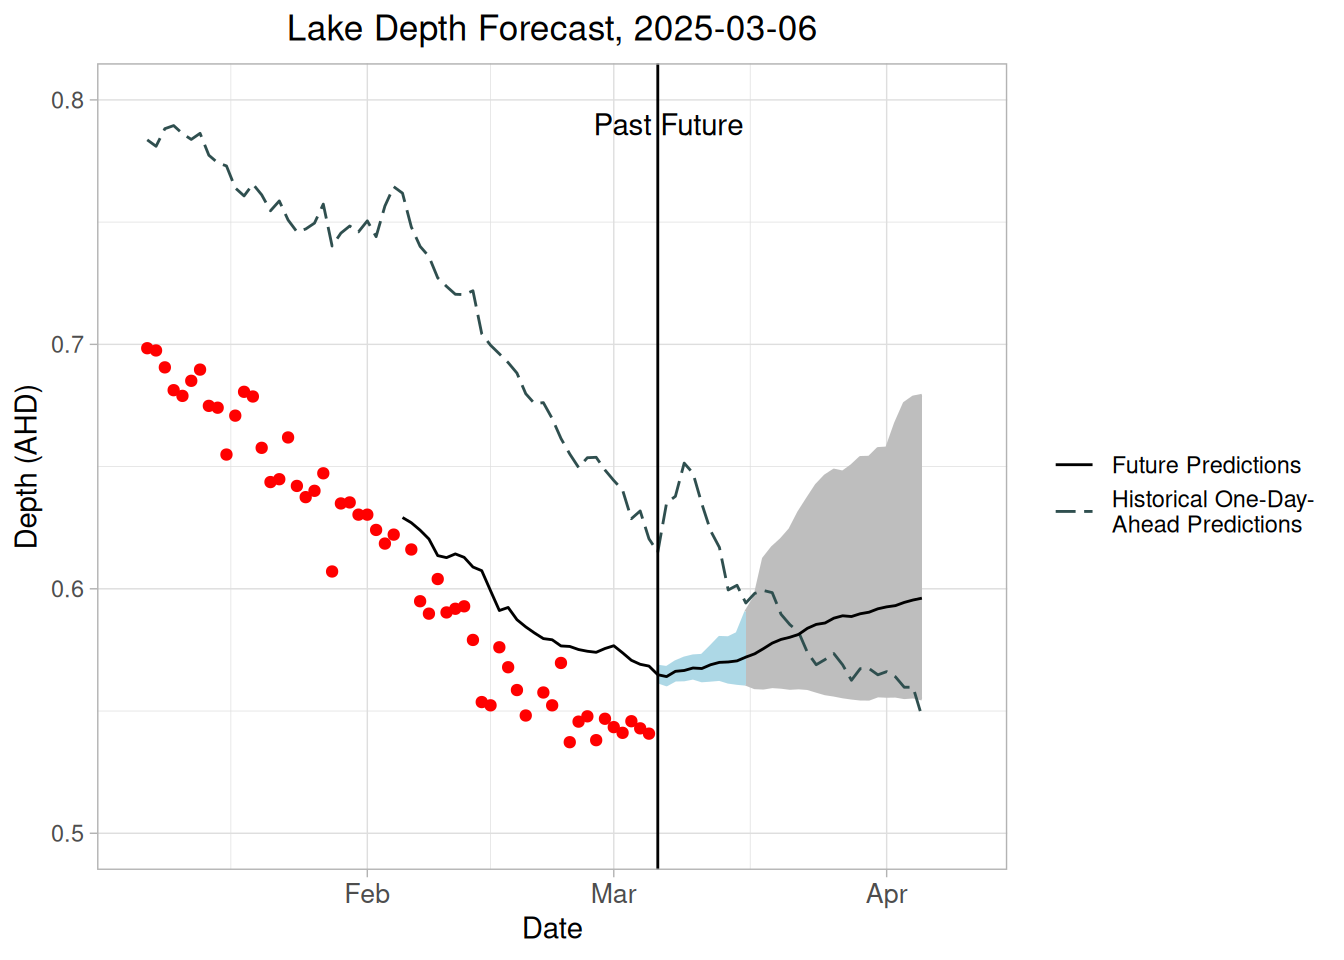 Lake Depth Forecast, 2025-03-06
0.8
0.7
0.6
0.5
Depth (AHD)
Past Future
Feb Mar Apr
Date
Future Predictions
Historical One-Day-
Ahead Predictions